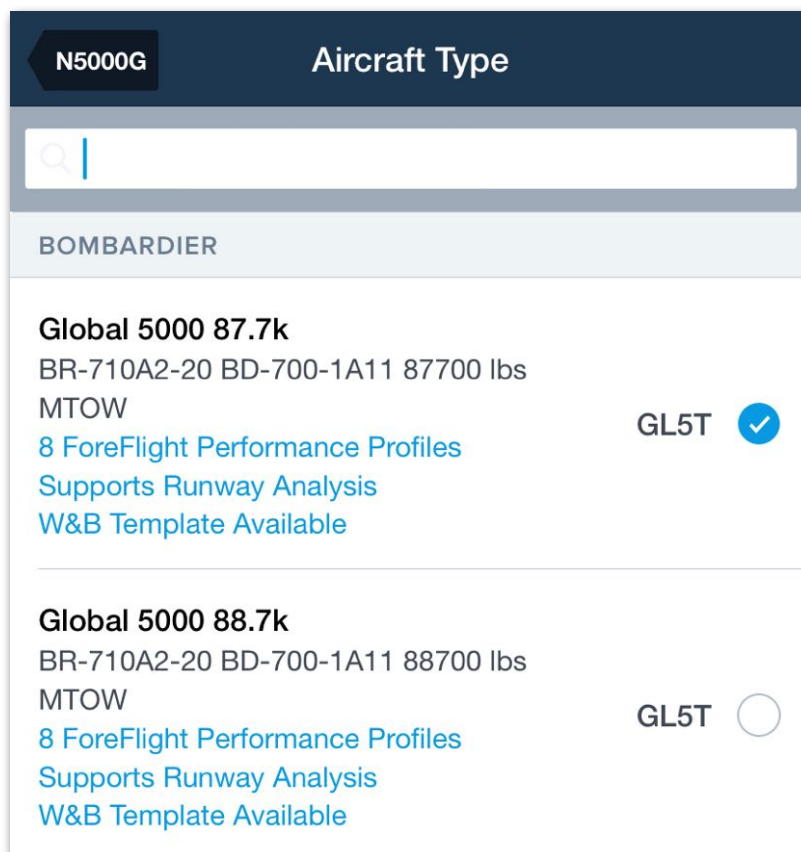 N5000G
Aircraft Type
BOMBARDIER
Global 5000 87.7k
BR-710A2-20 BD-700-1A11 87700 lbs
MTOW
8 ForeFlight Performance Profiles
Supports Runway Analysis
W&B Template Available
GL5T
Global 5000 88.7k
BR-710A2-20 BD-700-1A11 88700 lbs
MTOW
8 ForeFlight Performance Profiles
Supports Runway Analysis
W&B Template Available
GL5T